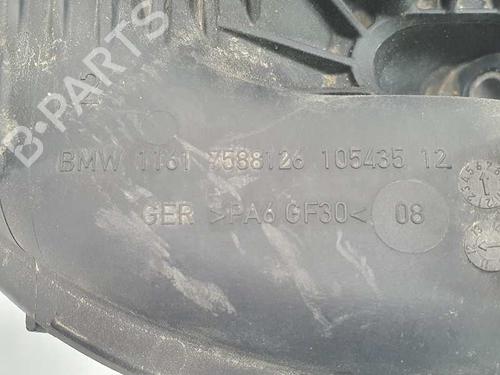 B-PARTS
BMW 1161 7588126 105435 12
GER >PA6 GF30< 08